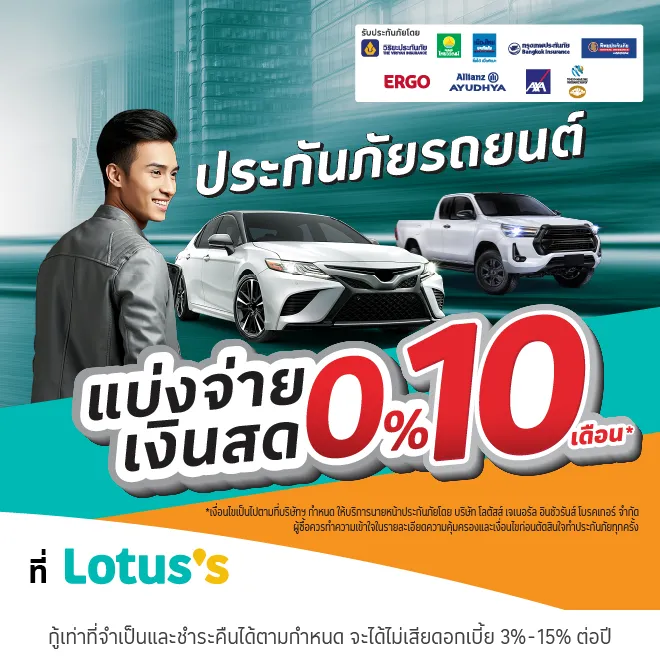 รับประกันภัยโดย
วิริยะประกันภัย
THE VIRIYAH INSURANCE
กรุงเทพประกันภัย
Bangkok Insurance
ทิพยประกันภัย
ERGO
Allianz
AYUDHYA
AXA
ประกันภัยรถยนต์
แบ่งจ่าย
เงินสด
0% 10
เดือน*
*เงื่อนไขเป็นไปตามที่บริษัทฯ กำหนด ให้บริการนายหน้าประกันภัยโดย บริษัท โลตัสส์ เจเนอรัล อินชัวรันส์ โบรคเกอร์ จำกัด
ผู้ซื้อควรทำความเข้าใจในรายละเอียดความคุ้มครองและเงื่อนไขก่อนตัดสินใจทำประกันภัยทุกครั้ง
ที่ Lotus's
กู้เท่าที่จำเป็นและชำระคืนได้ตามกำหนด จะได้ไม่เสียดอกเบี้ย 3%-15% ต่อปี